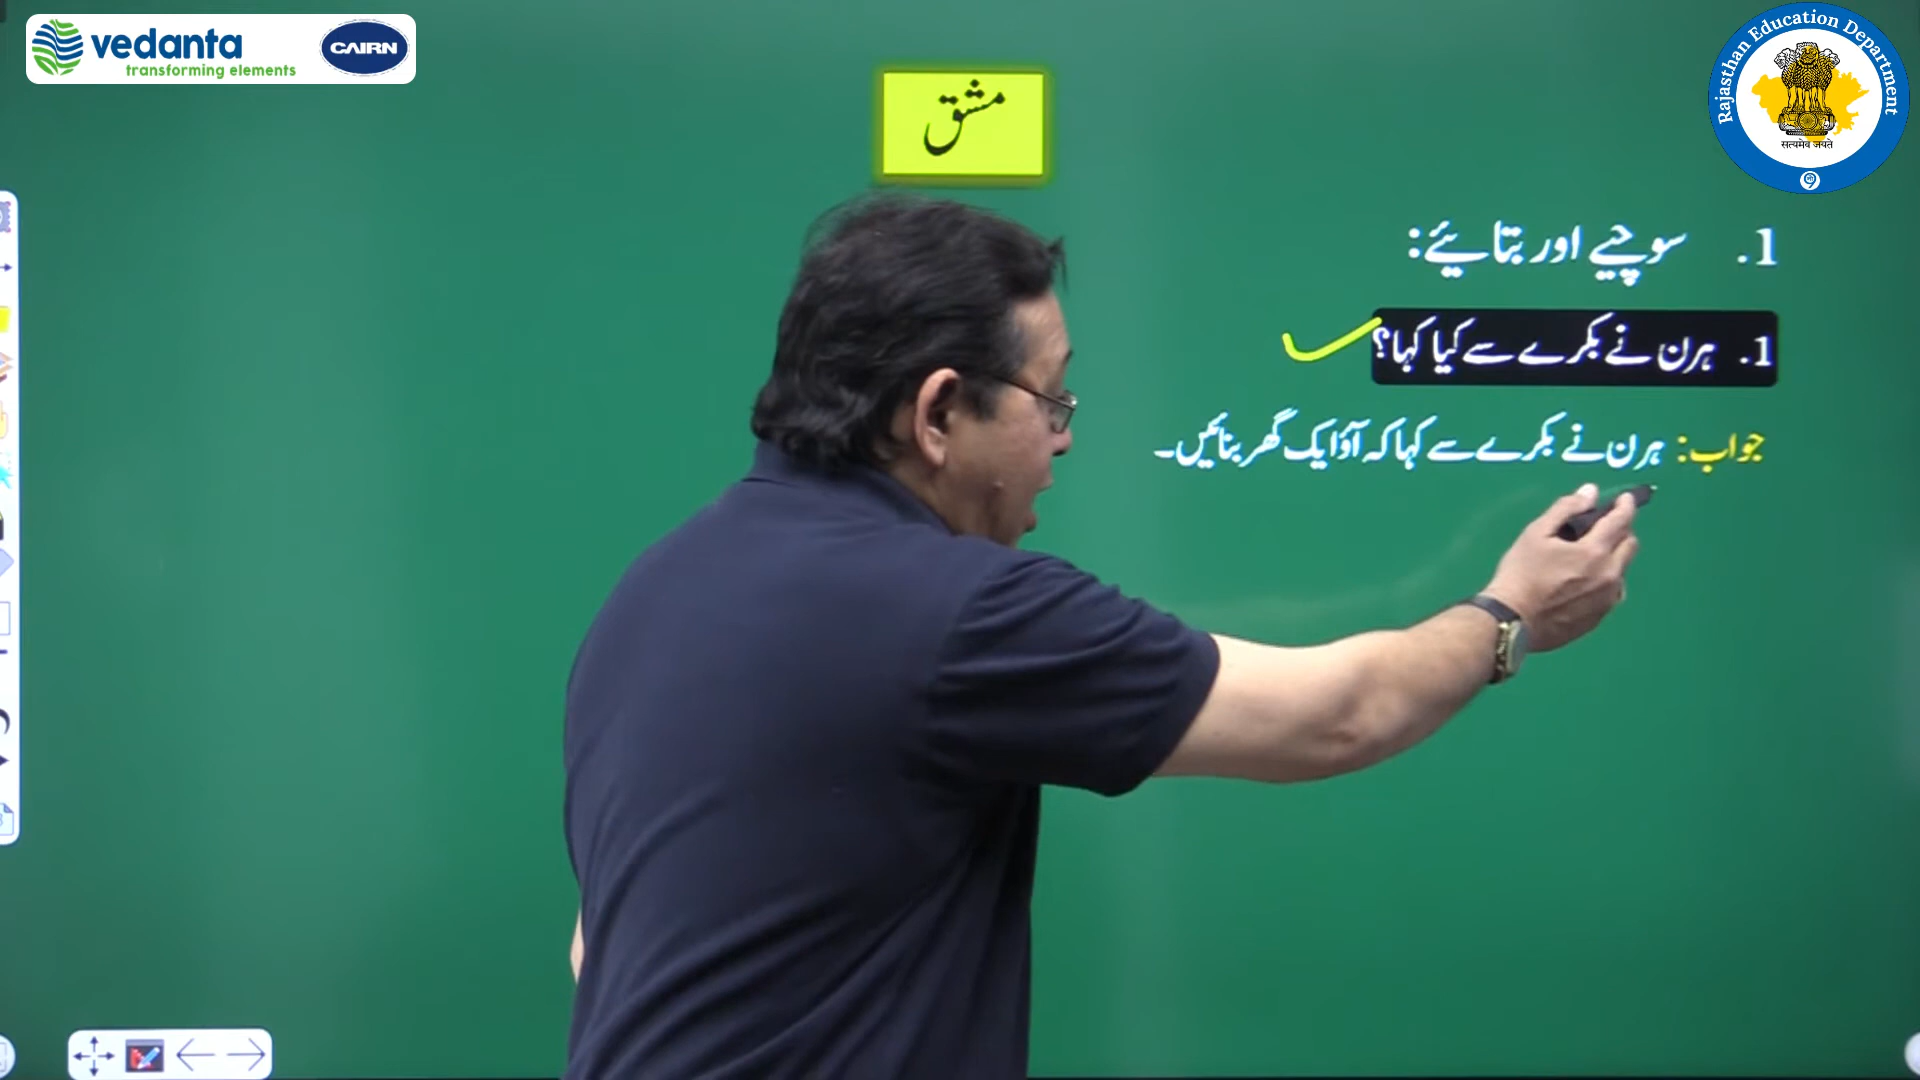 vedanta
transforming elements
CAIRN
Rajasthan Education Department
सत्यमेव जयते
مشق
1. سوچیے اور بتایئے:
1. ہرن نے بکرے سے کیا کہا؟
جواب: ہرن نے بکرے سے کہا کہ آؤ ایک گھر بنائیں۔